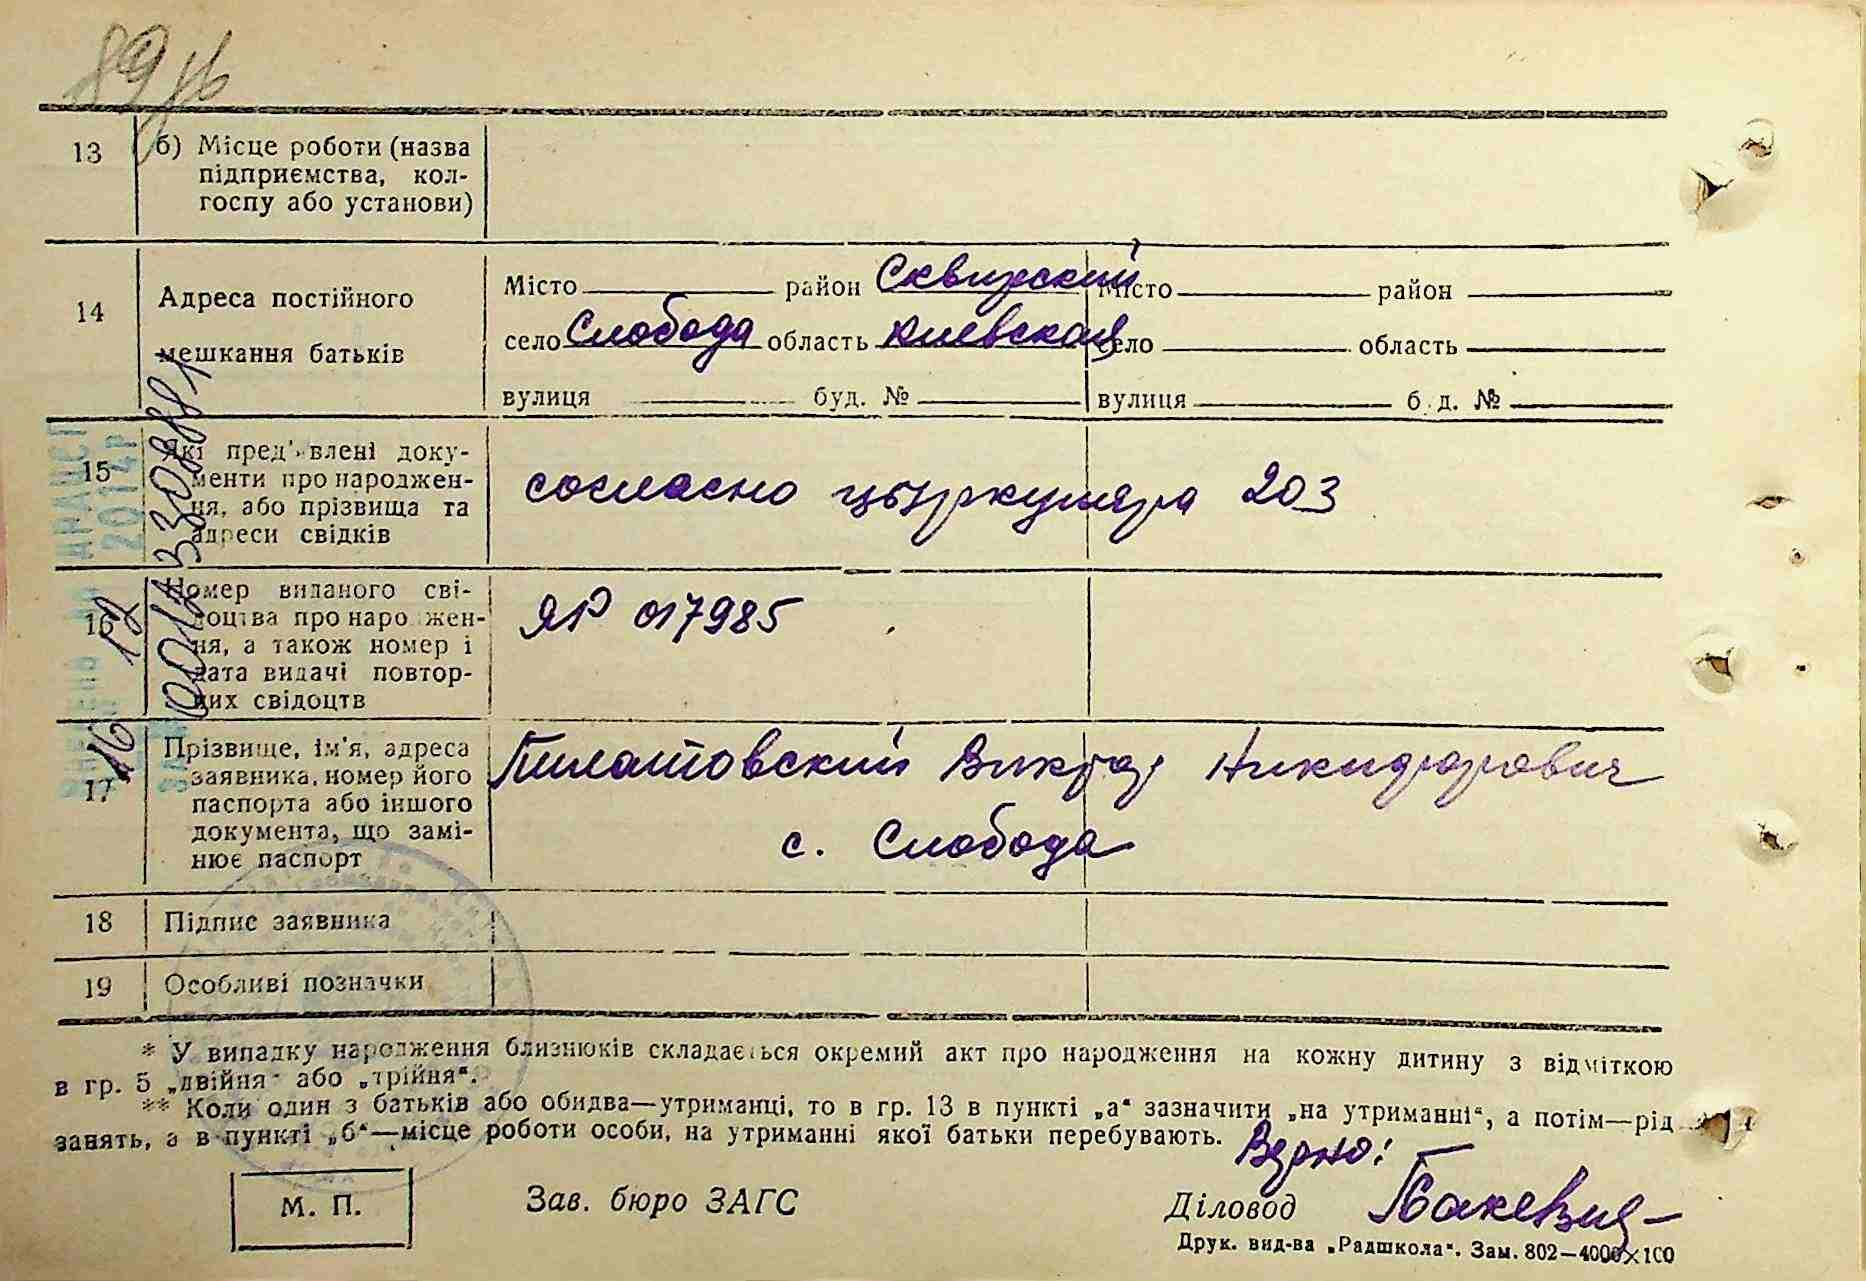 89
13 б) Місце роботи (назва
підприємства, кол-
госпу або установи)
14 Адреса постійного
мешкання батьків
Місто район Сквирский Місто район
село Слобода область Киевская село область
вулиця буд. № вулиця б д. №
15 Які пред'влені доку-
менти про народжен-
ня, або прізвища та
адреси свідків
согласно цыркуляра 203
16 Номер виданого сві-
доцтва про народжен-
ня, а також номер і
дата видачі повтор-
них свідоцтв
ЯР 017985
17 Прізвище, ім'я, адреса
заявника, номер його
паспорта або іншого
документа, що замі-
нює паспорт
Пилатовский Виктор Никифорович
с. Слобода
18 Підпис заявника
19 Особливі позначки
2014р
* У випадку народження близнюків складається окремий акт про народження на кожну дитину з відміткою
в гр. 5 „двійня“ або „трійня“.
** Коли один з батьків або обидва—утриманці, то в гр. 13 в пункті „а“ зазначити „на утриманні“, а потім—рід
занять, а в пункті „б“—місце роботи особи, на утриманні якої батьки перебувають.
Верно:
М. П. Зав. бюро ЗАГС Діловод
Друк. вид-ва „Радшкола“. Зам. 802—4000×100